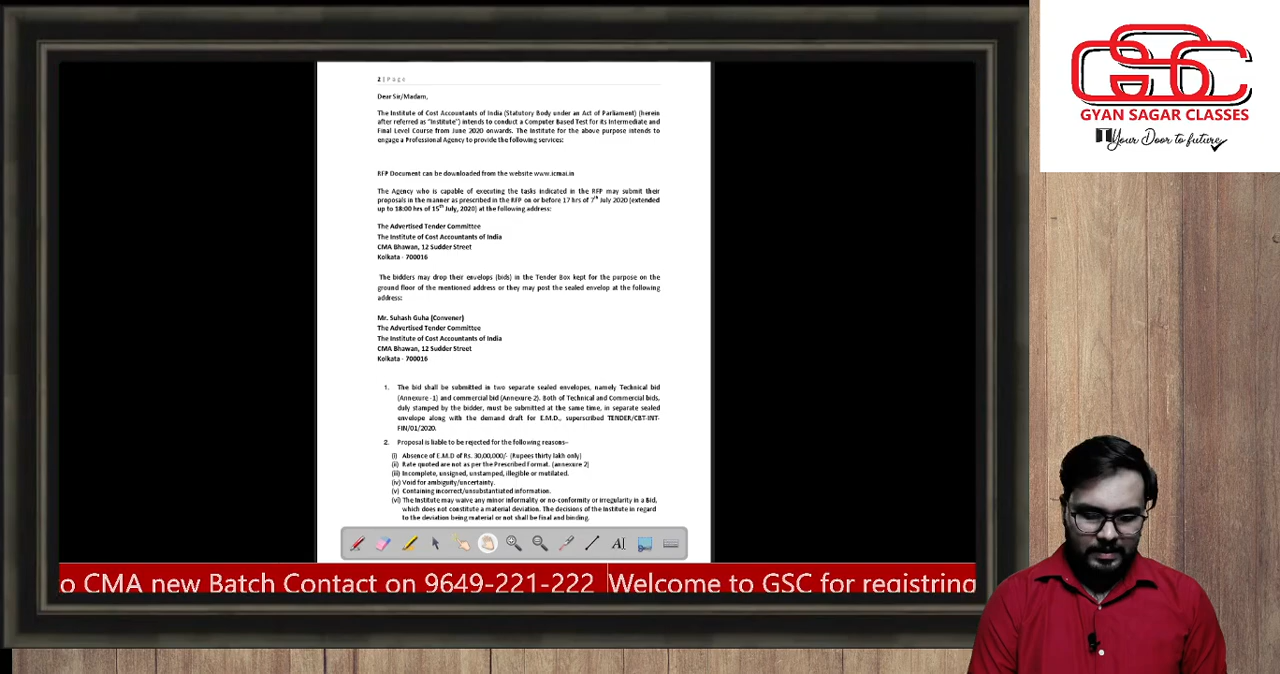 2 | Page
Dear Sir/Madam,
The Institute of Cost Accountants of India (Statutory Body under an Act of Parliament) (herein
after referred as "Institute") intends to conduct a Computer Based Test for its Intermediate and
Final Level Course from June 2020 onwards. The Institute for the above purpose intends to
engage a Professional Agency to provide the following services:
RFP Document can be downloaded from the website www.icmai.in
The Agency who is capable of executing the tasks indicated in the RFP may submit their
proposals in the manner as prescribed in the RFP on or before 17 hrs of 7th July 2020 (extended
up to 18:00 hrs of 15th July, 2020) at the following address:
The Advertised Tender Committee
The Institute of Cost Accountants of India
CMA Bhawan, 12 Sudder Street
Kolkata - 700016
The bidders may drop their envelops (bids) in the Tender Box kept for the purpose on the
ground floor of the mentioned address or they may post the sealed envelop at the following
address:
Mr. Suhash Guha (Convener)
The Advertised Tender Committee
The Institute of Cost Accountants of India
CMA Bhawan, 12 Sudder Street
Kolkata - 700016
1. The bid shall be submitted in two separate sealed envelopes, namely Technical bid
(Annexure -1) and commercial bid (Annexure-2). Both of Technical and Commercial bids,
duly stamped by the bidder, must be submitted at the same time, in separate sealed
envelope along with the demand draft for E.M.D., superscribed TENDER/CBT-INT-
FIN/01/2020.
2. Proposal is liable to be rejected for the following reasons–
(i) Absence of E.M.D of Rs. 30,00,000/- (Rupees thirty lakh only)
(ii) Rate quoted are not as per the Prescribed Format. (annexure 2)
(iii) Incomplete, unsigned, unstamped, illegible or mutilated.
(iv) Void for ambiguity/uncertainty.
(v) Containing incorrect/unsubstantiated information.
(vi) The Institute may waive any minor informality or no-conformity or irregularity in a Bid,
which does not constitute a material deviation. The decisions of the Institute in regard
to the deviation being material or not shall be final and binding.
AI
o CMA new Batch Contact on 9649-221-222 Welcome to GSC for registring
GSC
GYAN SAGAR CLASSES
Your Door to future